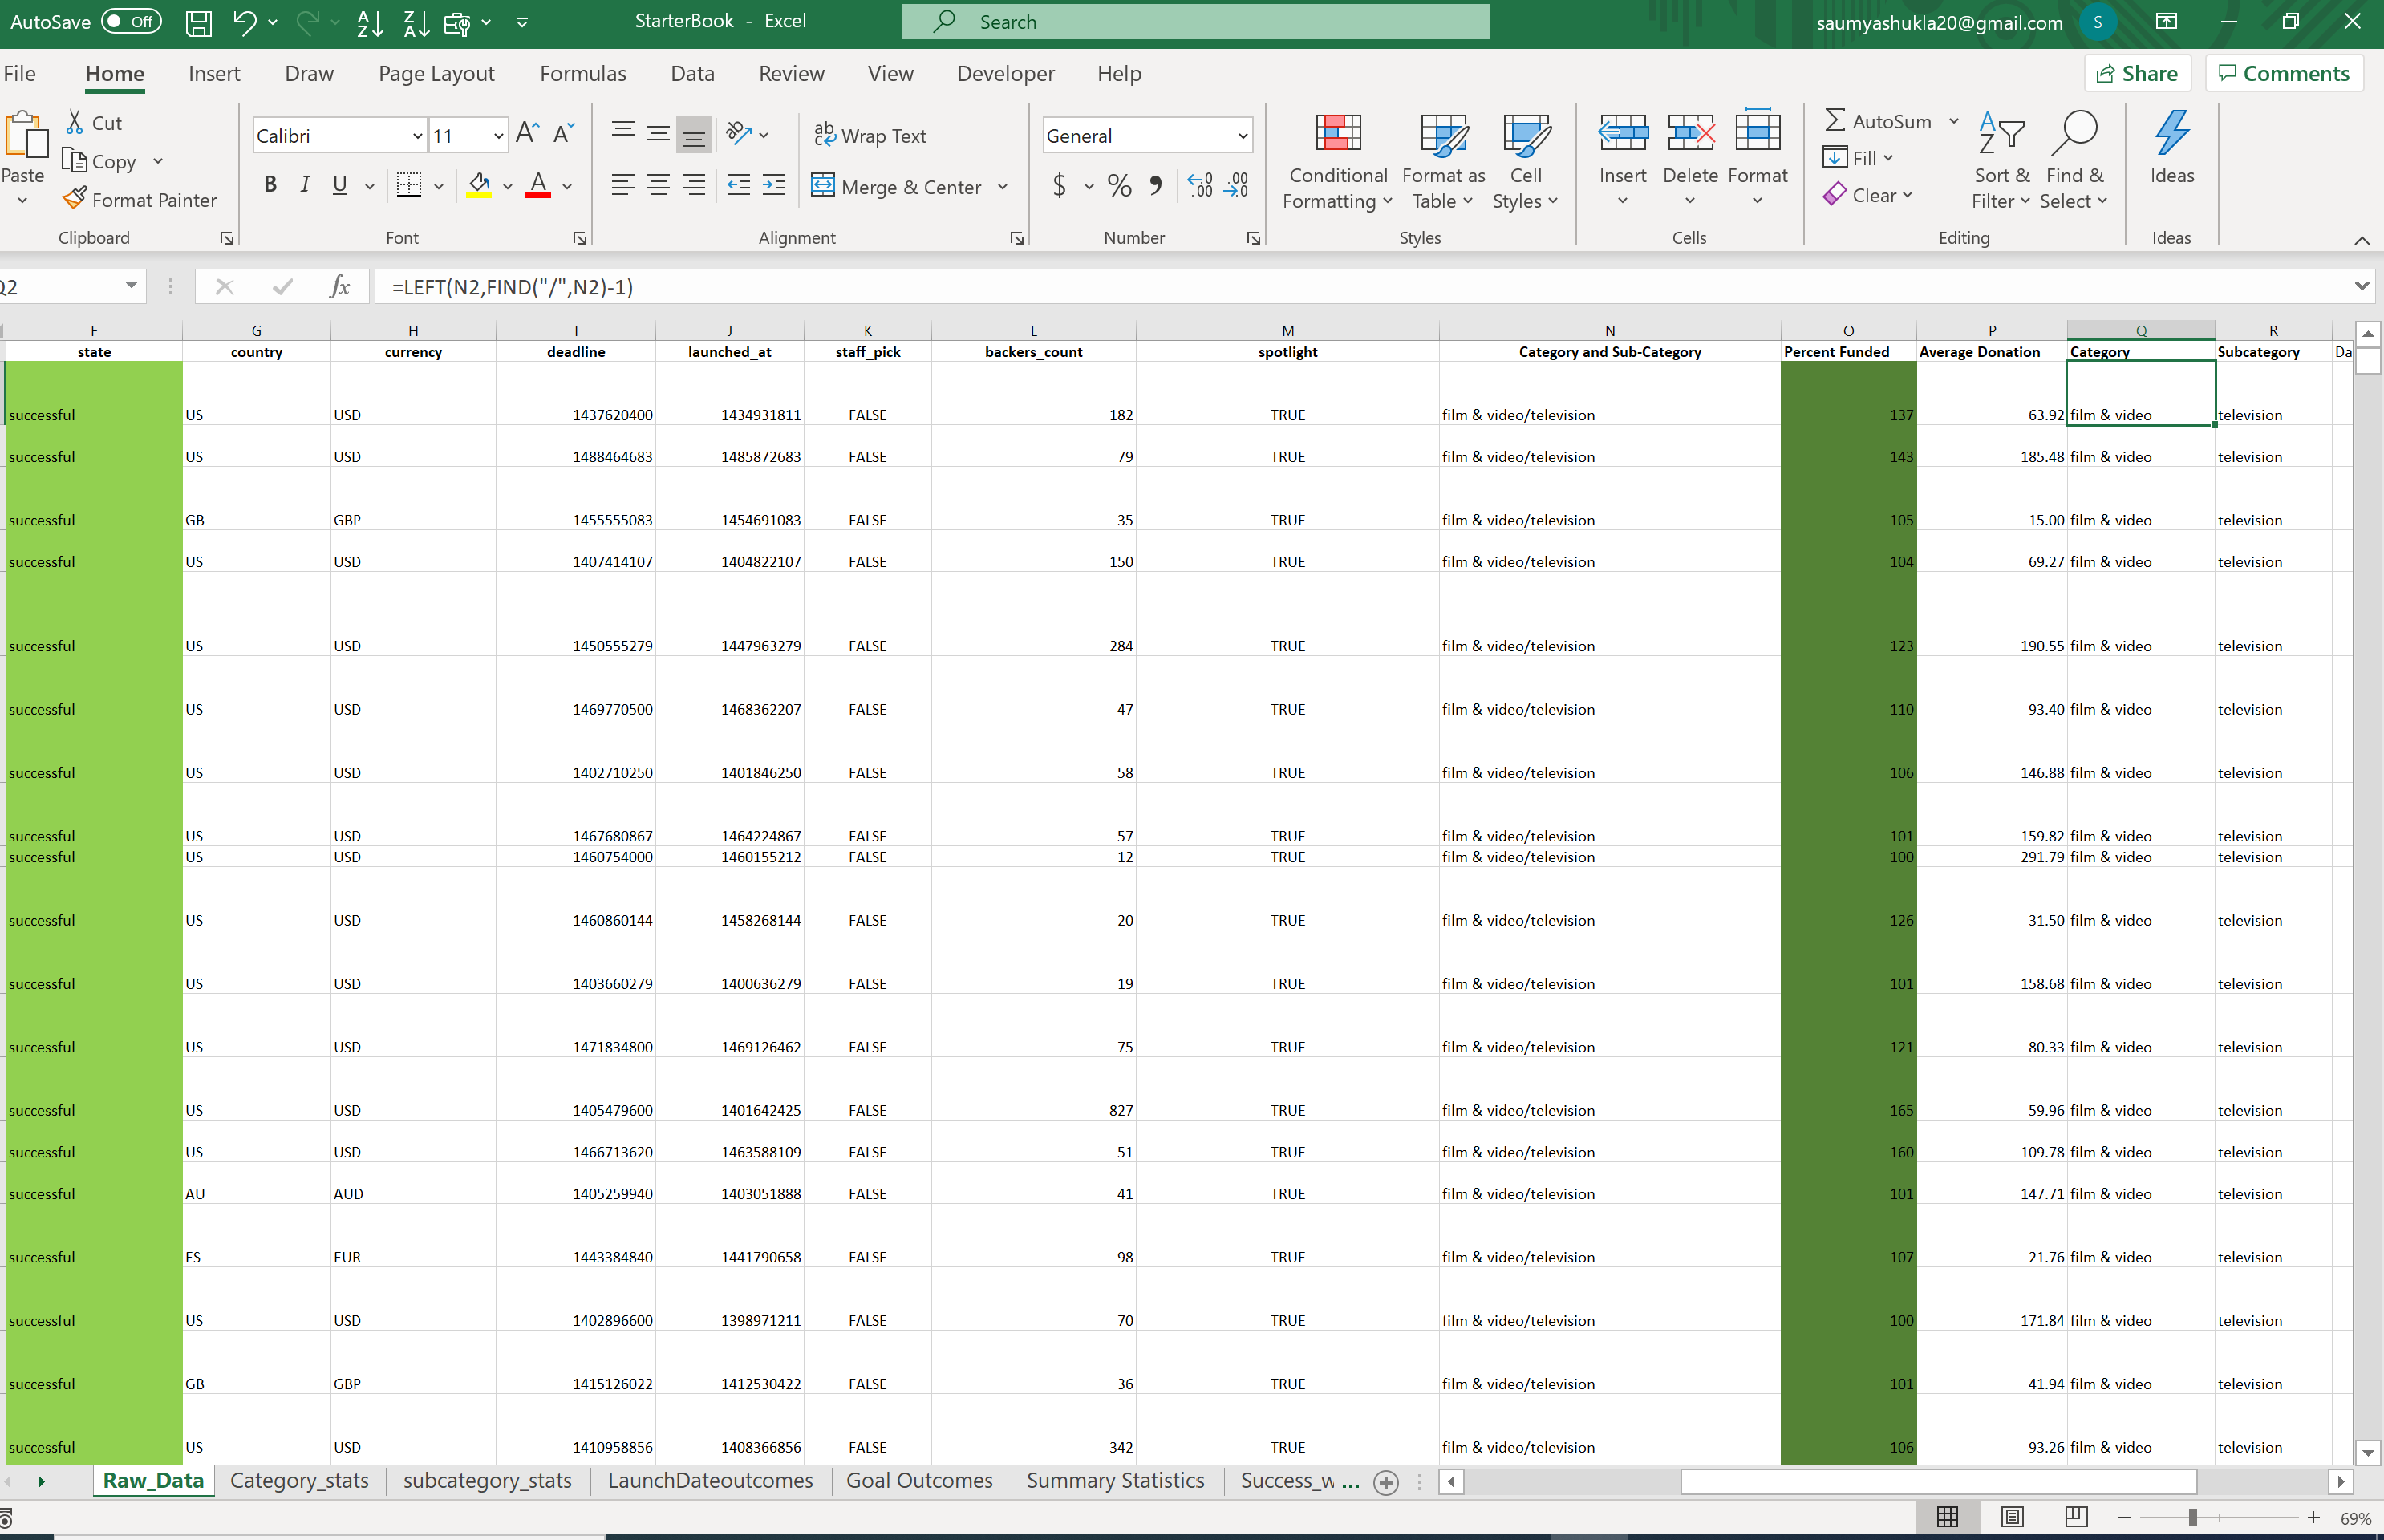 AutoSave Off StarterBook - Excel Search saumyashukla20@gmail.com S
File Home Insert Draw Page Layout Formulas Data Review View Developer Help Share Comments
Paste Cut Copy Format Painter Clipboard
Calibri 11 B I U A Font
ab Wrap Text Merge & Center Alignment
General $ % Number
Conditional Formatting Format as Table Cell Styles Styles
Insert Delete Format Cells
AutoSum Fill Clear Sort & Filter Find & Select Editing
Ideas Ideas
Q2 fx =LEFT(N2,FIND("/",N2)-1)
F G H I J K L M N O P Q R
state country currency deadline launched_at staff_pick backers_count spotlight Category and Sub-Category Percent Funded Average Donation Category Subcategory Da
successful US USD 1437620400 1434931811 FALSE 182 TRUE film & video/television 137 63.92 film & video television
successful US USD 1488464683 1485872683 FALSE 79 TRUE film & video/television 143 185.48 film & video television
successful GB GBP 1455555083 1454691083 FALSE 35 TRUE film & video/television 105 15.00 film & video television
successful US USD 1407414107 1404822107 FALSE 150 TRUE film & video/television 104 69.27 film & video television
successful US USD 1450555279 1447963279 FALSE 284 TRUE film & video/television 123 190.55 film & video television
successful US USD 1469770500 1468362207 FALSE 47 TRUE film & video/television 110 93.40 film & video television
successful US USD 1402710250 1401846250 FALSE 58 TRUE film & video/television 106 146.88 film & video television
successful US USD 1467680867 1464224867 FALSE 57 TRUE film & video/television 101 159.82 film & video television
successful US USD 1460754000 1460155212 FALSE 12 TRUE film & video/television 100 291.79 film & video television
successful US USD 1460860144 1458268144 FALSE 20 TRUE film & video/television 126 31.50 film & video television
successful US USD 1403660279 1400636279 FALSE 19 TRUE film & video/television 101 158.68 film & video television
successful US USD 1471834800 1469126462 FALSE 75 TRUE film & video/television 121 80.33 film & video television
successful US USD 1405479600 1401642425 FALSE 827 TRUE film & video/television 165 59.96 film & video television
successful US USD 1466713620 1463588109 FALSE 51 TRUE film & video/television 160 109.78 film & video television
successful AU AUD 1405259940 1403051888 FALSE 41 TRUE film & video/television 101 147.71 film & video television
successful ES EUR 1443384840 1441790658 FALSE 98 TRUE film & video/television 107 21.76 film & video television
successful US USD 1402896600 1398971211 FALSE 70 TRUE film & video/television 100 171.84 film & video television
successful GB GBP 1415126022 1412530422 FALSE 36 TRUE film & video/television 101 41.94 film & video television
successful US USD 1410958856 1408366856 FALSE 342 TRUE film & video/television 106 93.26 film & video television
Raw_Data Category_stats subcategory_stats LaunchDateoutcomes Goal Outcomes Summary Statistics Success_w ...
69%